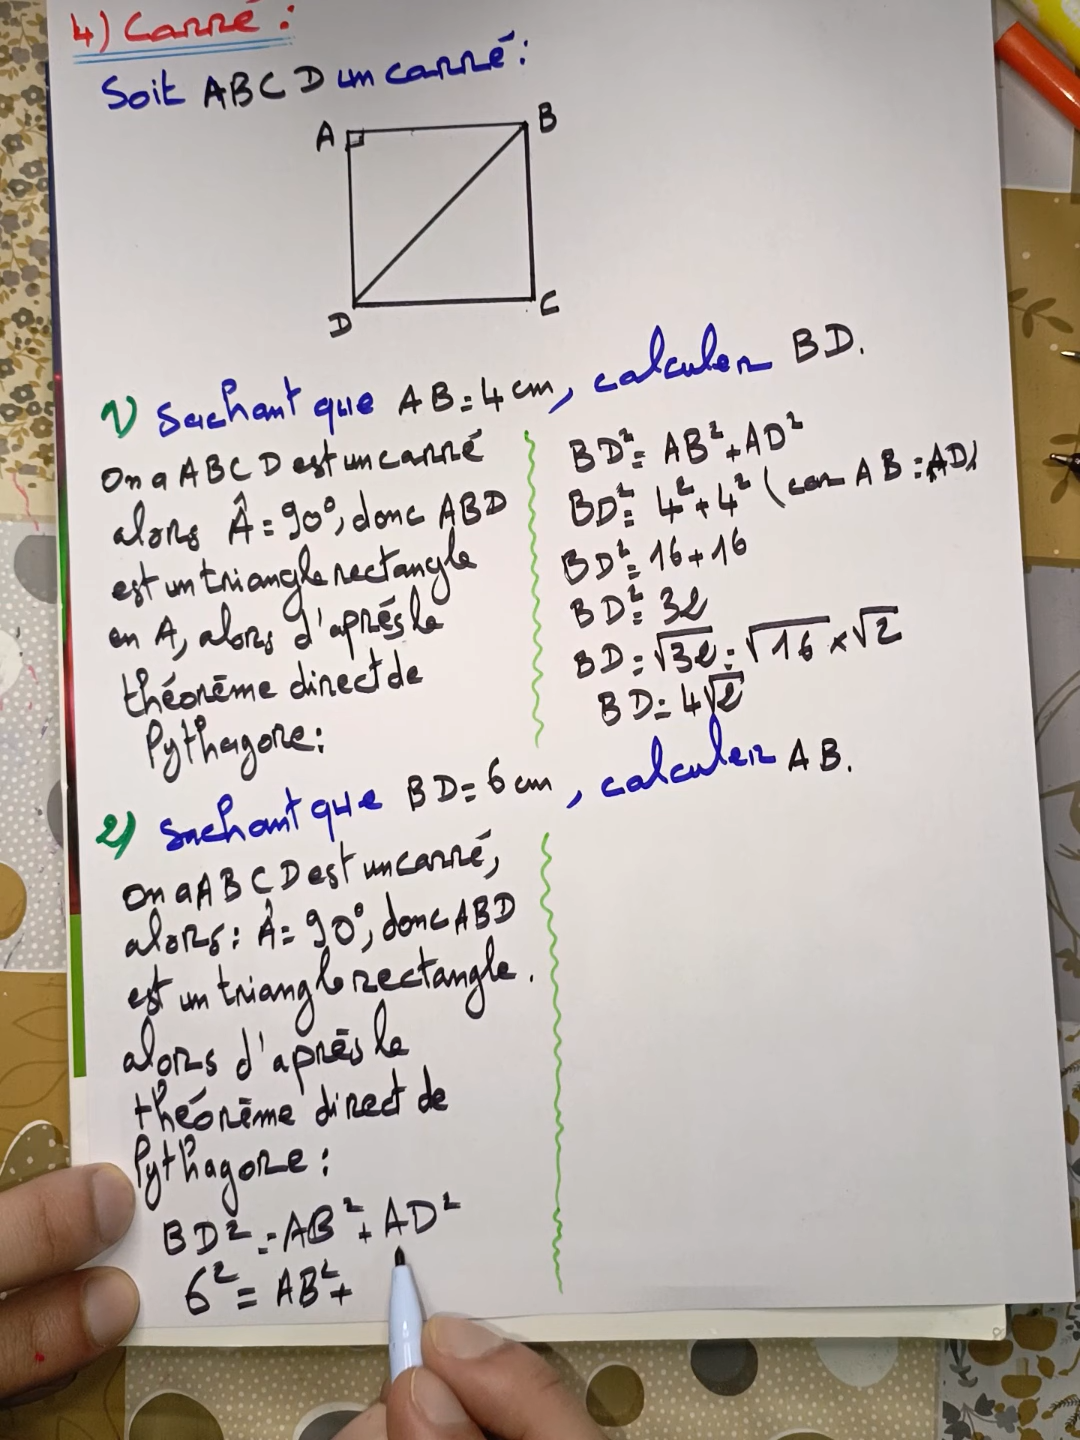 4) Carré :
Soit ABCD un carré :
A
B
D
C
1) Sachant que AB = 4 cm, calculer BD.
On a ABCD est un carré
alors Â = 90°, donc ABD
est un triangle rectangle
en A, alors d'après le
théorème direct de
Pythagore :
BD² = AB² + AD²
BD² = 4² + 4² (car AB = AD)
BD² = 16 + 16
BD² = 32
BD = √32 = √16 × √2
BD = 4√2
2) Sachant que BD = 6 cm, calculer AB.
On a ABCD est un carré,
alors : Â = 90°, donc ABD
est un triangle rectangle.
alors d'après le
théorème direct de
Pythagore :
BD² = AB² + AD²
6² = AB² +